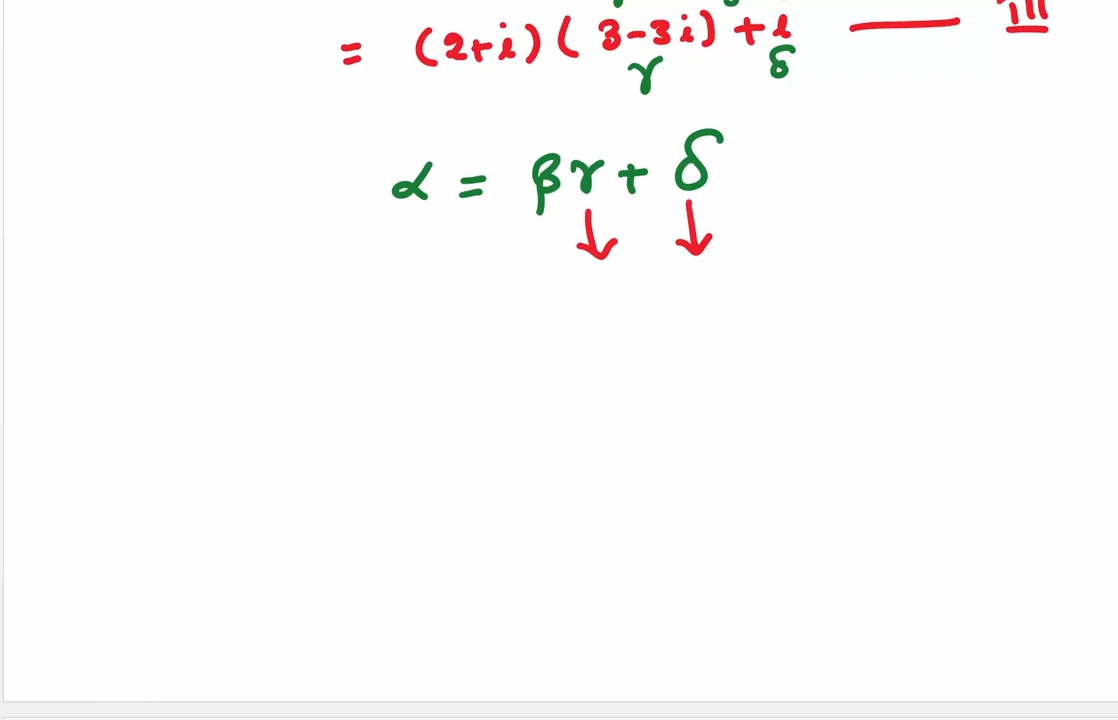 = (2+i)(3-3i)+i —— III
γ δ
α = βγ + δ